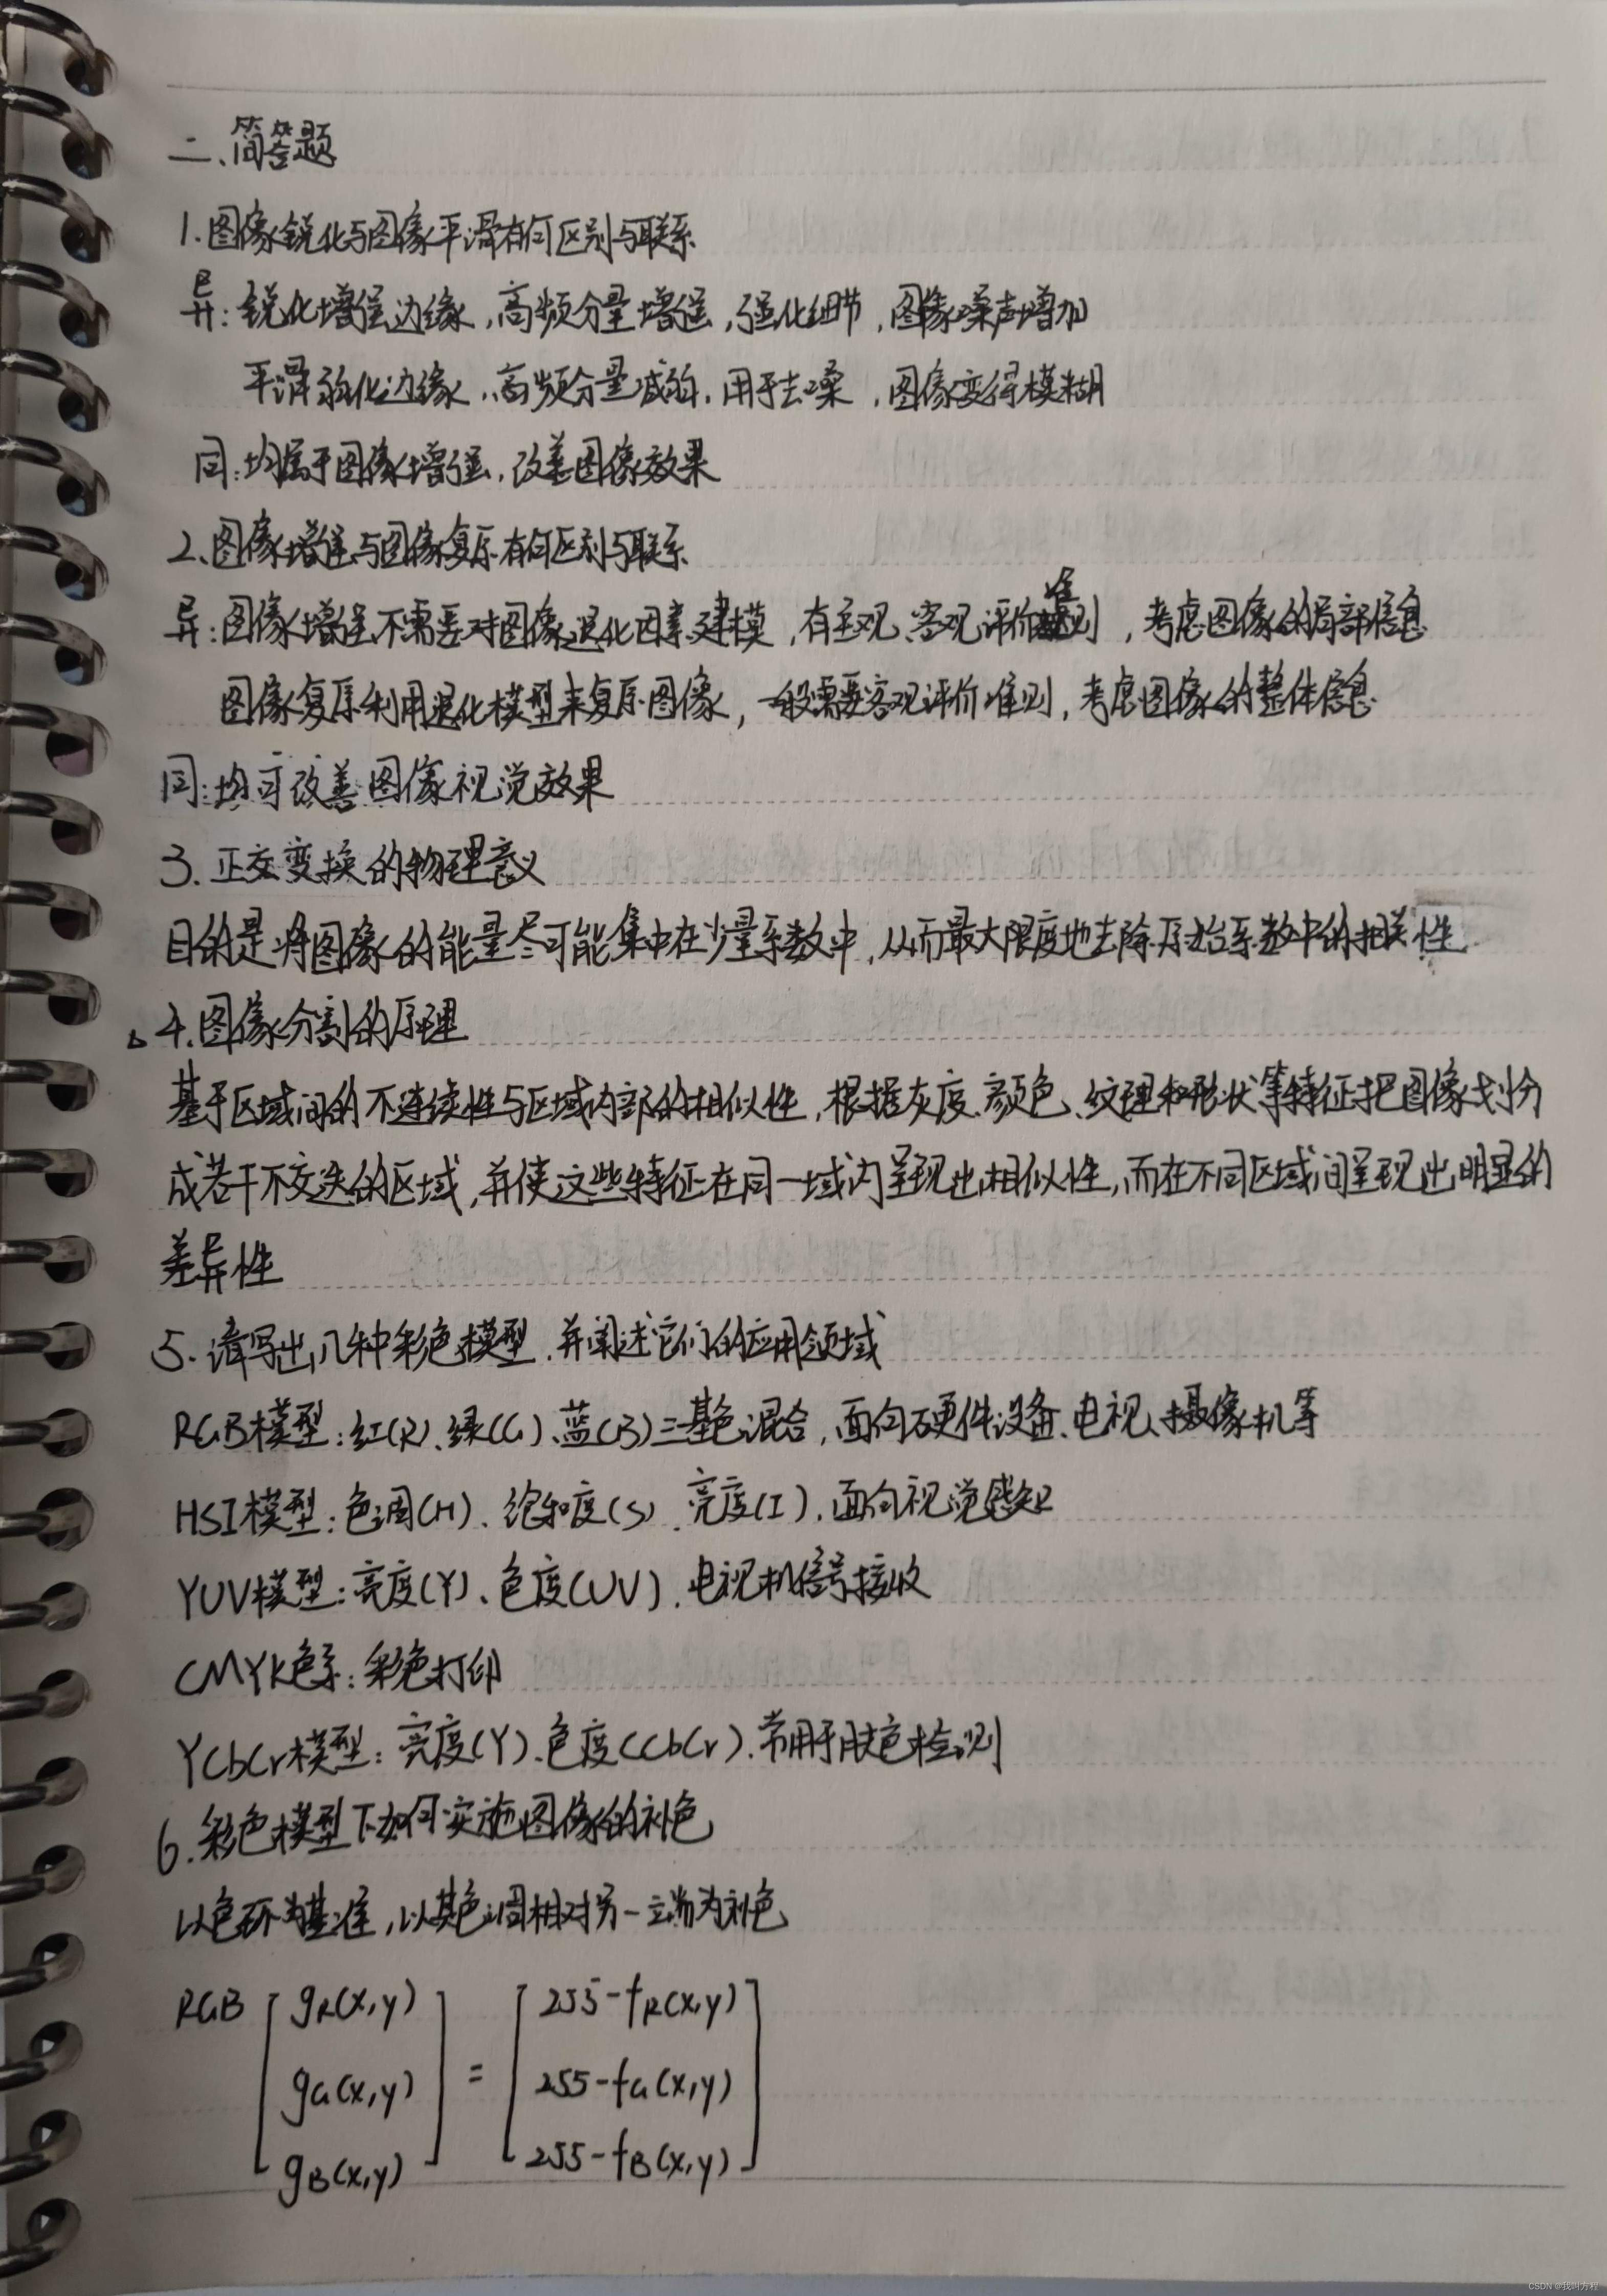 二、简答题
1.图像锐化与图像平滑有何区别与联系
异:锐化增强边缘,高频分量增强,强化细节,图像噪声增加
平滑弱化边缘,高频分量减弱,用于去噪,图像变得模糊
同:均属于图像增强,改善图像效果
2、图像增强与图像复原有何区别与联系
异:图像增强不需要对图像退化因素建模,有主观、客观评价准则,考虑图像的局部信息
图像复原利用退化模型来复原图像,一般需要客观评价准则,考虑图像的整体信息
同:均可改善图像视觉效果
3.正交变换的物理意义
目的是将图像的能量尽可能集中在少量系数中,从而最大限度地去除原始系数中的相关性
4.图像分割的原理
基于区域间的不连续性与区域内部的相似性,根据灰度、颜色、纹理和形状等特征把图像划分
成若干不交迭的区域,并使这些特征在同一域内呈现出相似性,而在不同区域间呈现出明显的
差异性
5.请写出几种彩色模型,并阐述它们的应用领域
RGB模型:红(R)、绿(G)、蓝(B)三基色混合,面向硬件设备、电视、摄像机等
HSI模型:色调(H)、饱和度(S)、亮度(I),面向视觉感知
YUV模型:亮度(Y)、色度(UV),电视机信号接收
CMYK色系:彩色打印
YCbCr模型:亮度(Y)、色度(CbCr),常用于肤色检测
6.彩色模型下如何实施图像的补色
以色环为基准,以其色调相对另一端为补色
RGB [gR(x,y)] [255-fR(x,y)]
[gG(x,y)] = [255-fG(x,y)]
[gB(x,y)] [255-fB(x,y)]
CSDN @我叫方程